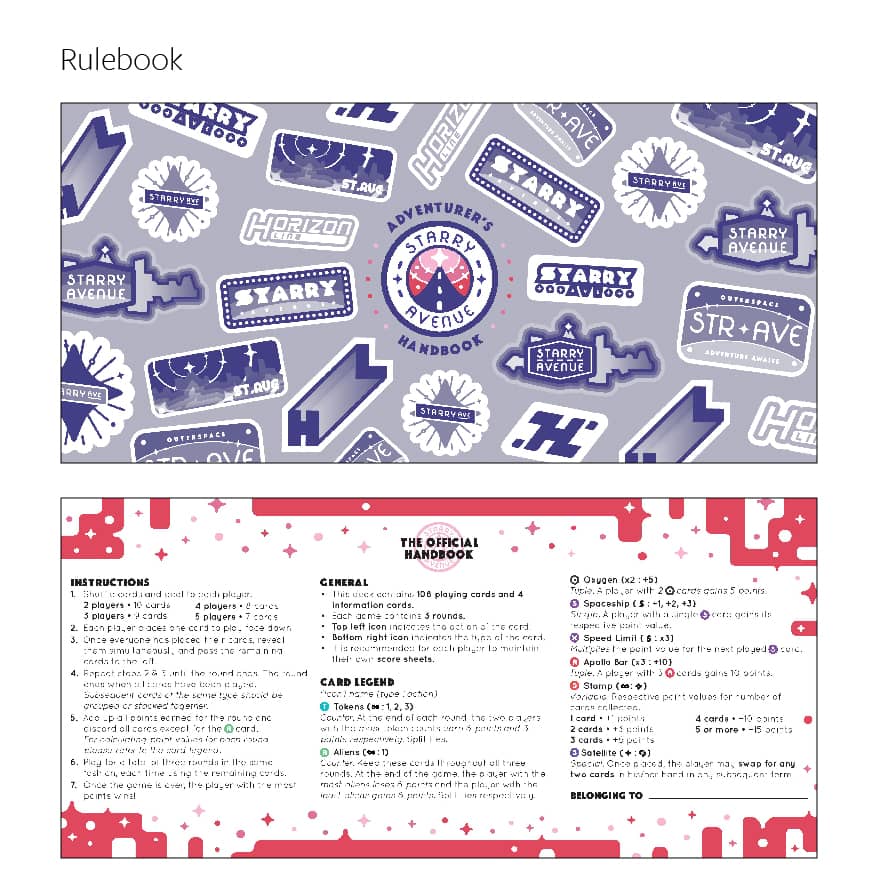 Rulebook
STARRY
AVENUE
ST.AVE
HORIZON
LINE
STR✦AVE
ADVENTURE AWAITS
STARRY
AVENUE
ST.AVE
STARRY AVE
STARRY AVE
HORIZON
LINE
ADVENTURER'S
STARRY
AVENUE
HANDBOOK
STARRY
AVENUE
STARRY
AVENUE
STARRY
AVENUE
STARRY
AVENUE
OUTERSPACE
STR✦AVE
ADVENTURE AWAITS
STARRY
AVENUE
ST.AVE
HL
STARRY AVE
H
HL
HORIZON
LINE
OUTERSPACE
STR✦AVE
THE OFFICIAL
HANDBOOK
INSTRUCTIONS
1. Shuffle cards and deal to each player.
2 players • 10 cards 4 players • 8 cards
3 players • 9 cards 5 players • 7 cards
2. Each player places one card to play face down.
3. Once everyone has placed their cards, reveal
them simultaneously, and pass the remaining
cards to the left.
4. Repeat steps 2 & 3 until the round ends. The round
ends when all cards have been played.
Subsequent cards of the same type should be
grouped or stacked together.
5. Add up all points earned for the round and
discard all cards except for the card.
For calculating point values for each round
please refer to the card legend.
6. Play for a total of three rounds in the same
fashion, each time using the remaining cards.
7. Once the game is over, the player with the most
points wins!
GENERAL
• This deck contains 106 playing cards and 4
information cards.
• Each game contains 3 rounds.
• Top left icon indicates the action of the card.
• Bottom right icon indicates the type of the card.
• It is recommended for each player to maintain
their own score sheets.
CARD LEGEND
(Icon) name (type : action)
Tokens (∞ : 1, 2, 3)
Counter. At the end of each round, the two players
with the most token counts earn 6 points and 3
points respectively. Split ties.
Aliens (∞ : 1)
Counter. Keep these cards throughout all three
rounds. At the end of the game, the player with the
most aliens loses 6 points and the player with the
least aliens gains 6 points. Split ties respectively.
Oxygen (x2 : +5)
Tuple. A player with 2 cards gains 5 points.
Spaceship ( : +1, +2, +3)
Single. A player with a single card gains its
respective point value.
Speed Limit ( : x3)
Multiplies the point value for the next played card.
Apollo Bar (x3 : +10)
Tuple. A player with 3 cards gains 10 points.
Stamp (∞ : ✦)
Variable. Respective point values for number of
cards collected.
1 card • +1 points 4 cards • +10 points
2 cards • +3 points 5 or more • +15 points
3 cards • +6 points
Satellite
Special. Once placed, the player may swap for any
two cards in his/her hand in any subsequent term.
BELONGING TO